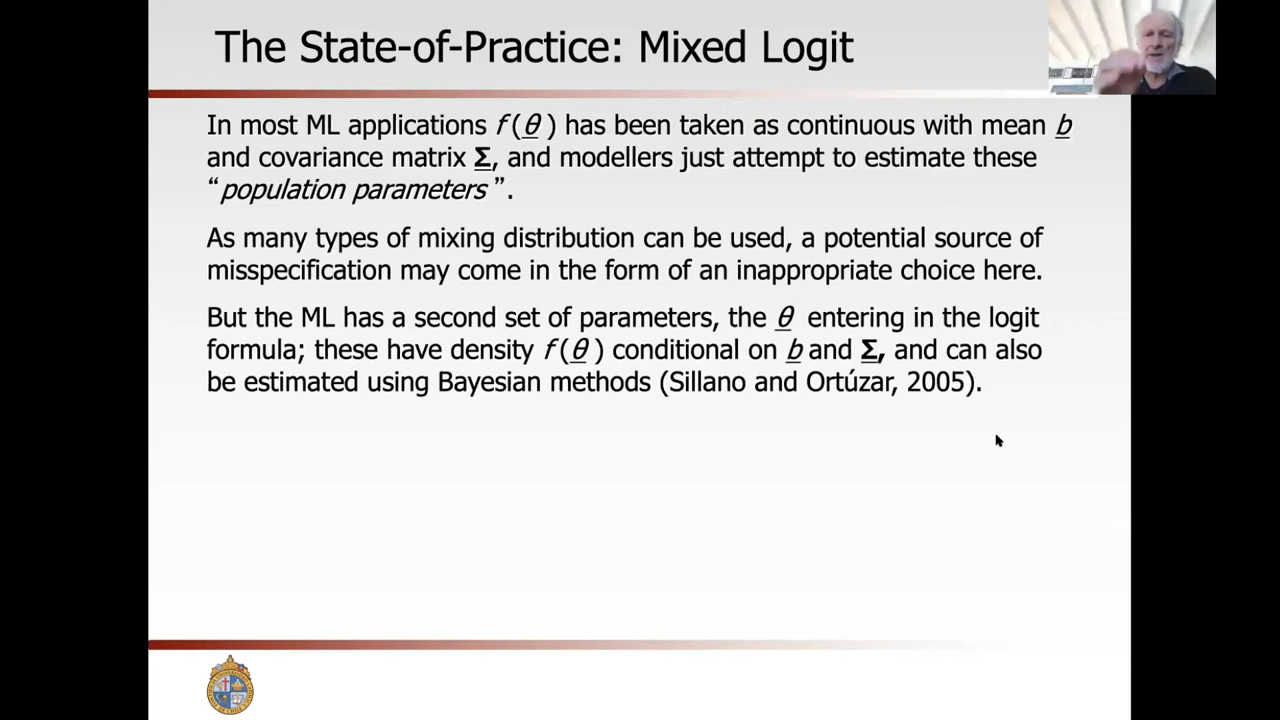 The State-of-Practice: Mixed Logit
In most ML applications f (θ ) has been taken as continuous with mean b
and covariance matrix Σ, and modellers just attempt to estimate these
“population parameters ”.
As many types of mixing distribution can be used, a potential source of
misspecification may come in the form of an inappropriate choice here.
But the ML has a second set of parameters, the θ entering in the logit
formula; these have density f (θ ) conditional on b and Σ, and can also
be estimated using Bayesian methods (Sillano and Ortúzar, 2005).